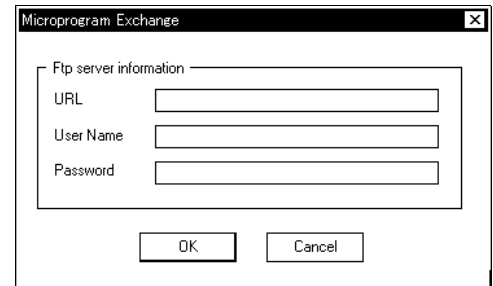 Microprogram Exchange
Ftp server information
URL
User Name
Password
OK Cancel